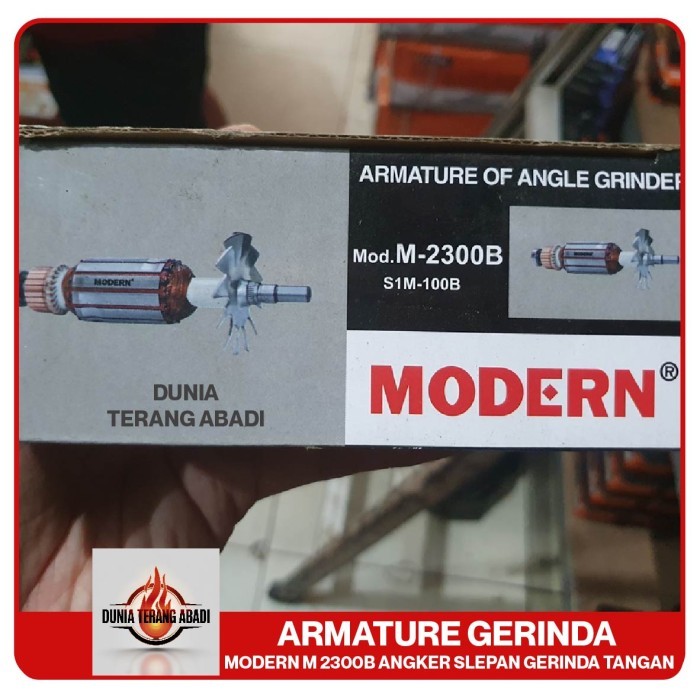 ARMATURE OF ANGLE GRINDER
Mod.M-2300B
S1M-100B
MODERN®
DUNIA
TERANG ABADI
MODERN®
DUNIA TERANG ABADI
ARMATURE GERINDA
MODERN M 2300B ANGKER SLEPAN GERINDA TANGAN